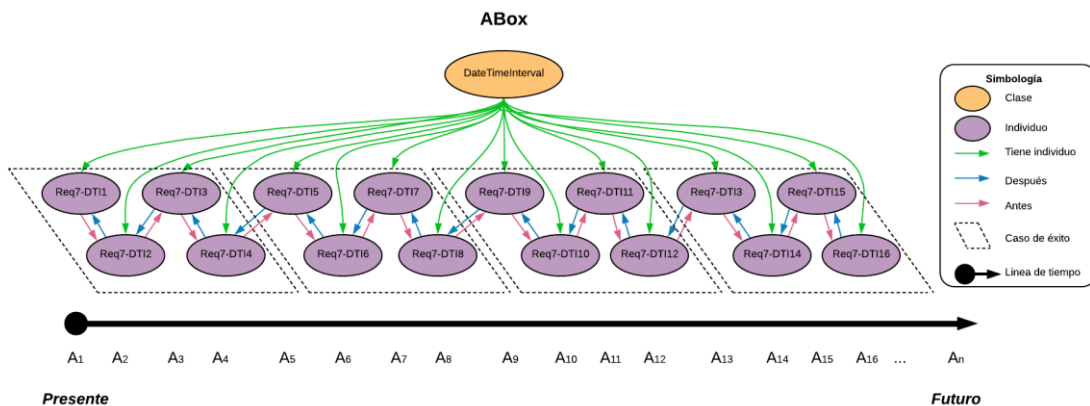 ABox
DateTimeInterval
Simbología
Clase
Individuo
Tiene individuo
Después
Antes
Caso de éxito
Linea de tiempo
Req7-DTI1 Req7-DTI3 Req7-DTI5 Req7-DTI7 Req7-DTI9 Req7-DTI11 Req7-DTI3 Req7-DTI15
Req7-DTI2 Req7-DTI4 Req7-DTI6 Req7-DTI8 Req7-DTI10 Req7-DTI12 Req7-DTI14 Req7-DTI16
A1 A2 A3 A4 A5 A6 A7 A8 A9 A10 A11 A12 A13 A14 A15 A16 ... An
Presente Futuro